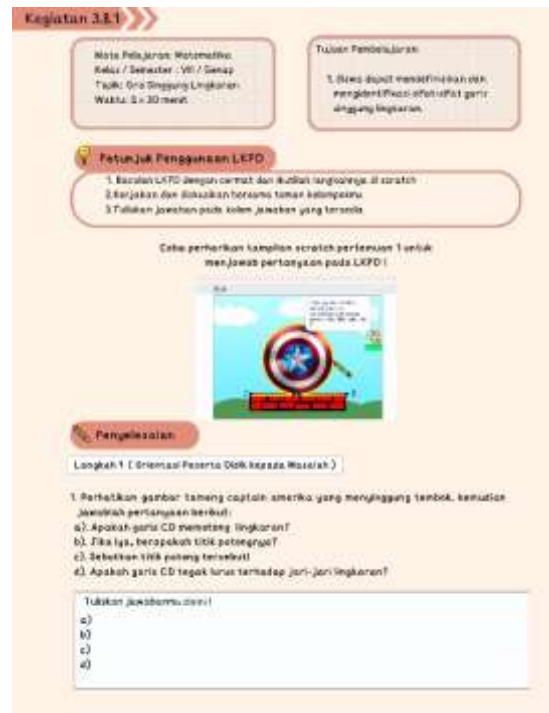 Kegiatan 3.8.1
Mata Pelajaran: Matematika
Kelas / Semester : VIII / Genap
Topik: Garis Singgung Lingkaran
Waktu: 2 x 30 menit
Tujuan Pembelajaran
1. Siswa dapat mendefinisikan dan
mengidentifikasi sifat-sifat garis
singgung lingkaran.
Petunjuk Penggunaan LKPD
1. Bacalah LKPD dengan cermat dan ikutilah langkahnya di scratch
2. Kerjakan dan diskusikan bersama teman kelompokmu
3. Tuliskan jawaban pada kolom jawaban yang tersedia
Coba perhatikan tampilan scratch pertemuan 1 untuk
menjawab pertanyaan pada LKPD !
Penyelesaian
Langkah 1 ( Orientasi Peserta Didik kepada Masalah )
1. Perhatikan gambar tameng captain amerika yang menyinggung tembok, kemudian
jawablah pertanyaan berikut:
a). Apakah garis CD memotong lingkaran?
b). Jika iya, berapakah titik potongnya?
c). Sebutkan titik potong tersebut!
d). Apakah garis CD tegak lurus terhadap jari-jari lingkaran?
Tuliskan jawabanmu disini!
a)
b)
c)
d)